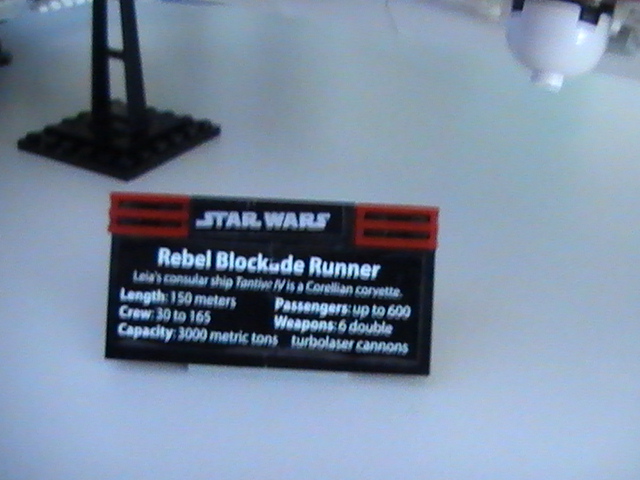 STAR WARS
Rebel Blockade Runner
Leia's consular ship Tantive IV is a Corellian corvette.
Length: 150 meters
Crew: 30 to 165
Capacity: 3000 metric tons
Passengers: up to 600
Weapons: 6 double
turbolaser cannons